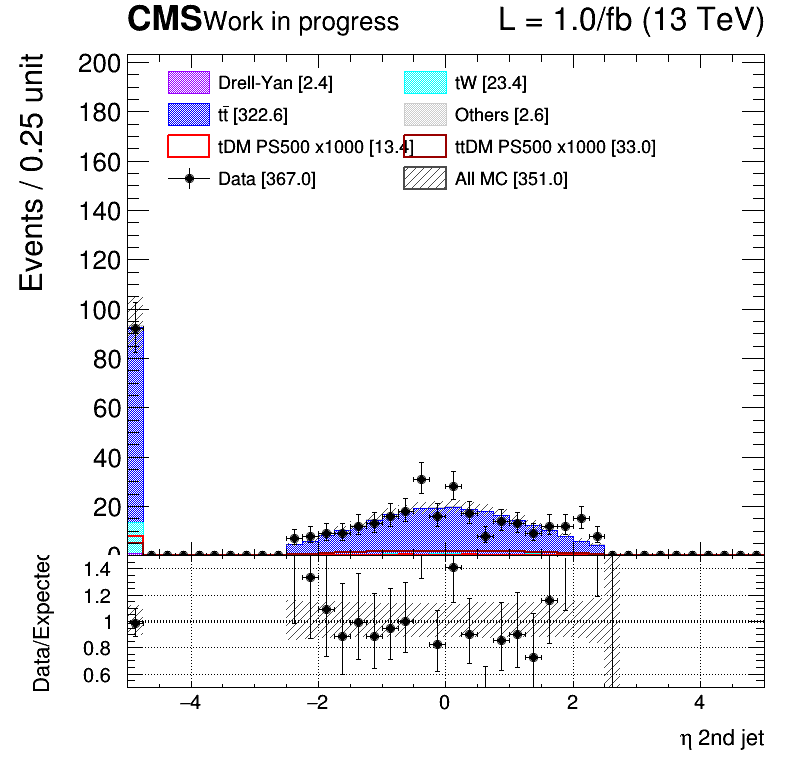 CMS Work in progress L = 1.0/fb (13 TeV)
Events / 0.25 unit
200
180
160
140
120
100
80
60
40
20
0
Drell-Yan [2.4] tW [23.4]
tt̄ [322.6] Others [2.6]
tDM PS500 x1000 [13.4] ttDM PS500 x1000 [33.0]
Data [367.0] All MC [351.0]
Data/Expected
1.4
1.2
1
0.8
0.6
−4 −2 0 2 4
η 2nd jet